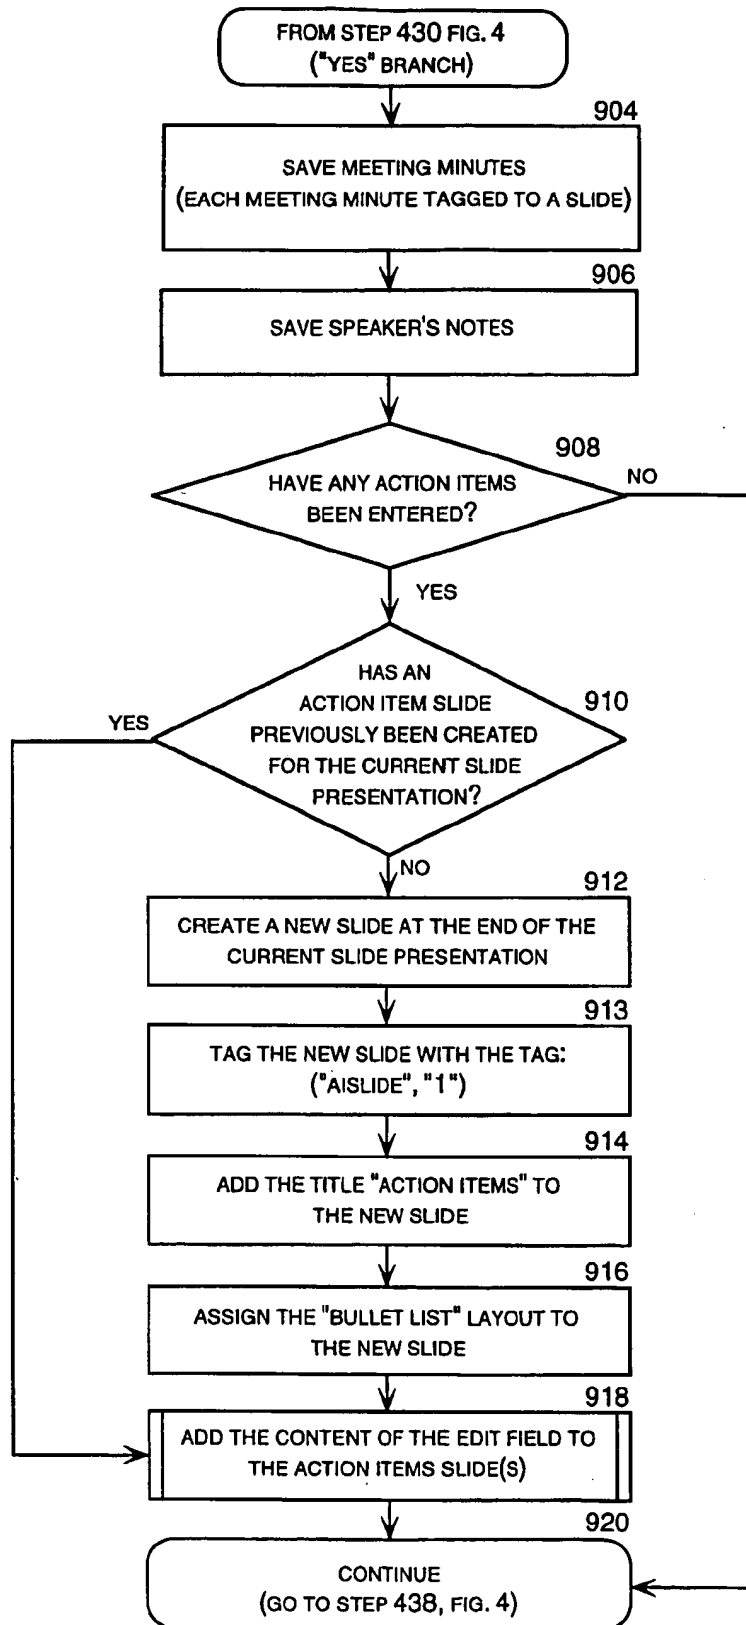 FROM STEP 430 FIG. 4
("YES" BRANCH)
904
SAVE MEETING MINUTES
(EACH MEETING MINUTE TAGGED TO A SLIDE)
906
SAVE SPEAKER'S NOTES
908
HAVE ANY ACTION ITEMS
BEEN ENTERED?
NO
YES
HAS AN
ACTION ITEM SLIDE
PREVIOUSLY BEEN CREATED
FOR THE CURRENT SLIDE
PRESENTATION?
910
YES
NO
912
CREATE A NEW SLIDE AT THE END OF THE
CURRENT SLIDE PRESENTATION
913
TAG THE NEW SLIDE WITH THE TAG:
("AISLIDE", "1")
914
ADD THE TITLE "ACTION ITEMS" TO
THE NEW SLIDE
916
ASSIGN THE "BULLET LIST" LAYOUT TO
THE NEW SLIDE
918
ADD THE CONTENT OF THE EDIT FIELD TO
THE ACTION ITEMS SLIDE(S)
920
CONTINUE
(GO TO STEP 438, FIG. 4)